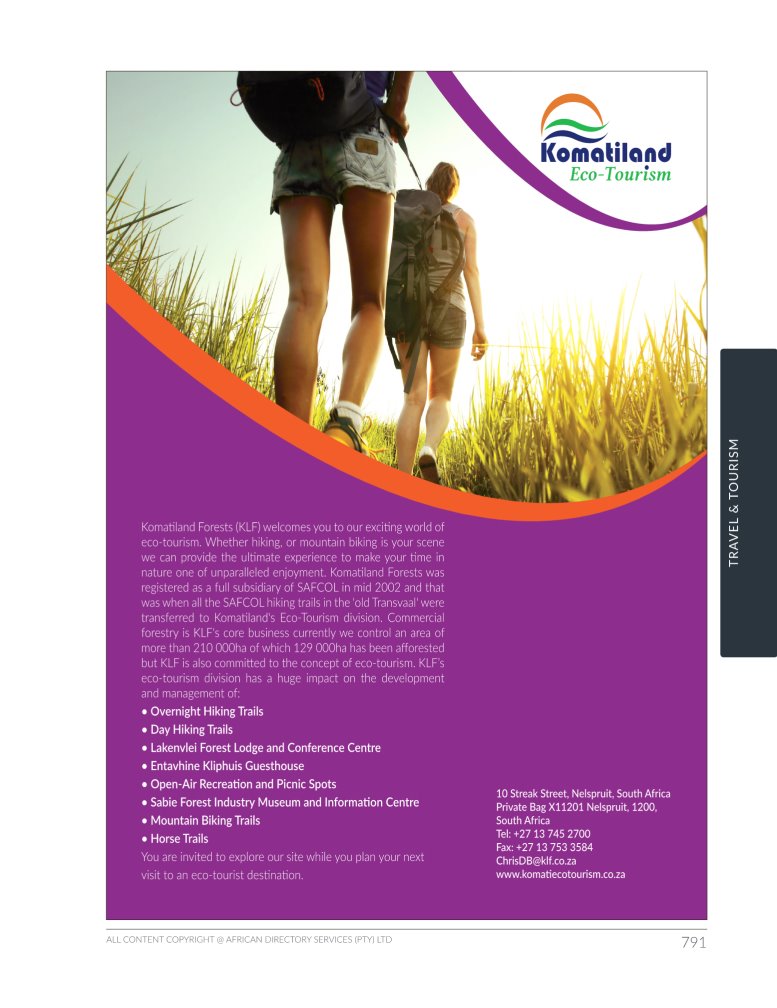 Komatiland
Eco-Tourism
TRAVEL & TOURISM
Komatiland Forests (KLF) welcomes you to our exciting world of
eco-tourism. Whether hiking, or mountain biking is your scene
we can provide the ultimate experience to make your time in
nature one of unparalleled enjoyment. Komatiland Forests was
registered as a full subsidiary of SAFCOL in mid 2002 and that
was when all the SAFCOL hiking trails in the 'old Transvaal' were
transferred to Komatiland's Eco-Tourism division. Commercial
forestry is KLF's core business currently we control an area of
more than 210 000ha of which 129 000ha has been afforested
but KLF is also committed to the concept of eco-tourism. KLF's
eco-tourism division has a huge impact on the development
and management of:
• Overnight Hiking Trails
• Day Hiking Trails
• Lakenvlei Forest Lodge and Conference Centre
• Entavhine Kliphuis Guesthouse
• Open-Air Recreation and Picnic Spots
• Sabie Forest Industry Museum and Information Centre
• Mountain Biking Trails
• Horse Trails
You are invited to explore our site while you plan your next
visit to an eco-tourist destination.
10 Streak Street, Nelspruit, South Africa
Private Bag X11201 Nelspruit, 1200,
South Africa
Tel: +27 13 745 2700
Fax: +27 13 753 3584
ChrisDB@klf.co.za
www.komatiecotourism.co.za
ALL CONTENT COPYRIGHT @ AFRICAN DIRECTORY SERVICES (PTY) LTD
791